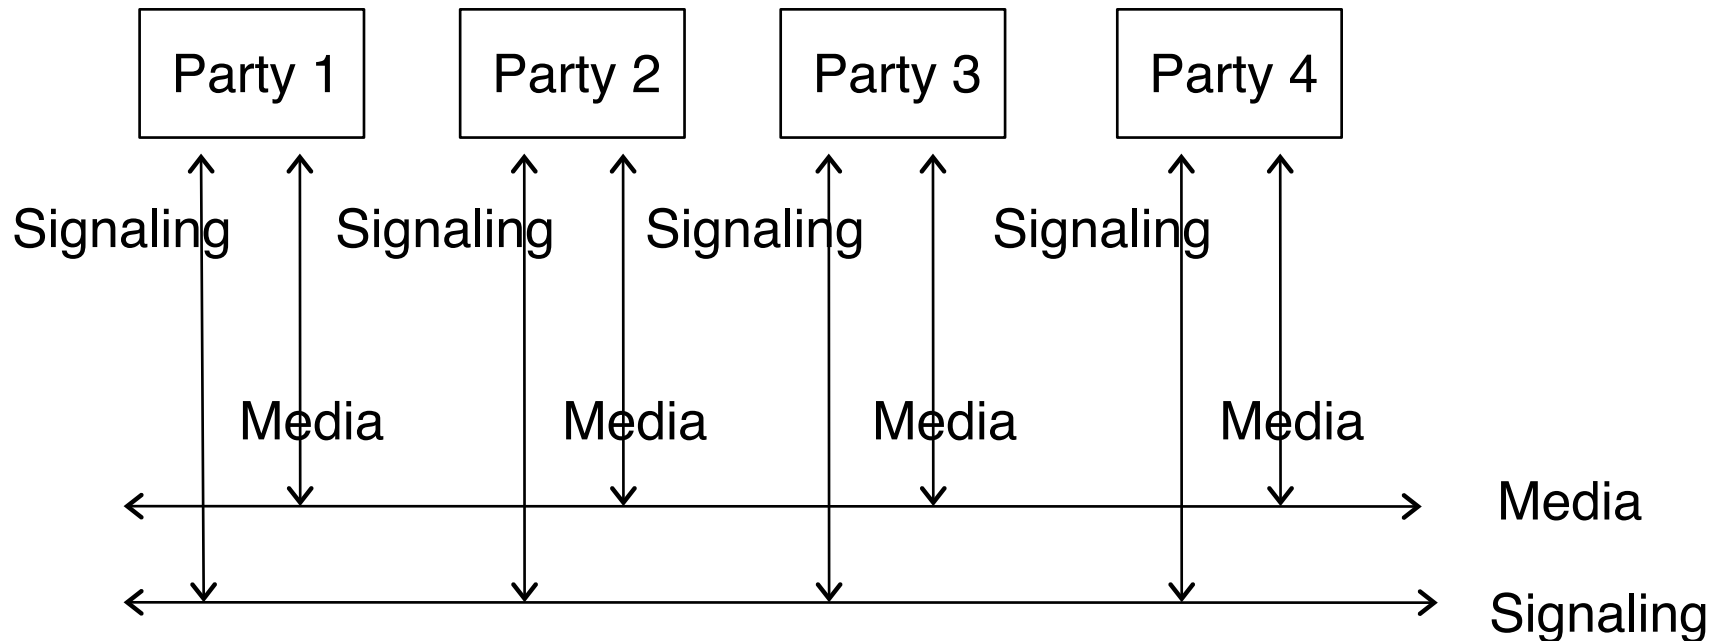 Party 1 Party 2 Party 3 Party 4
Signaling Signaling Signaling Signaling
Media Media Media Media
Media
Signaling